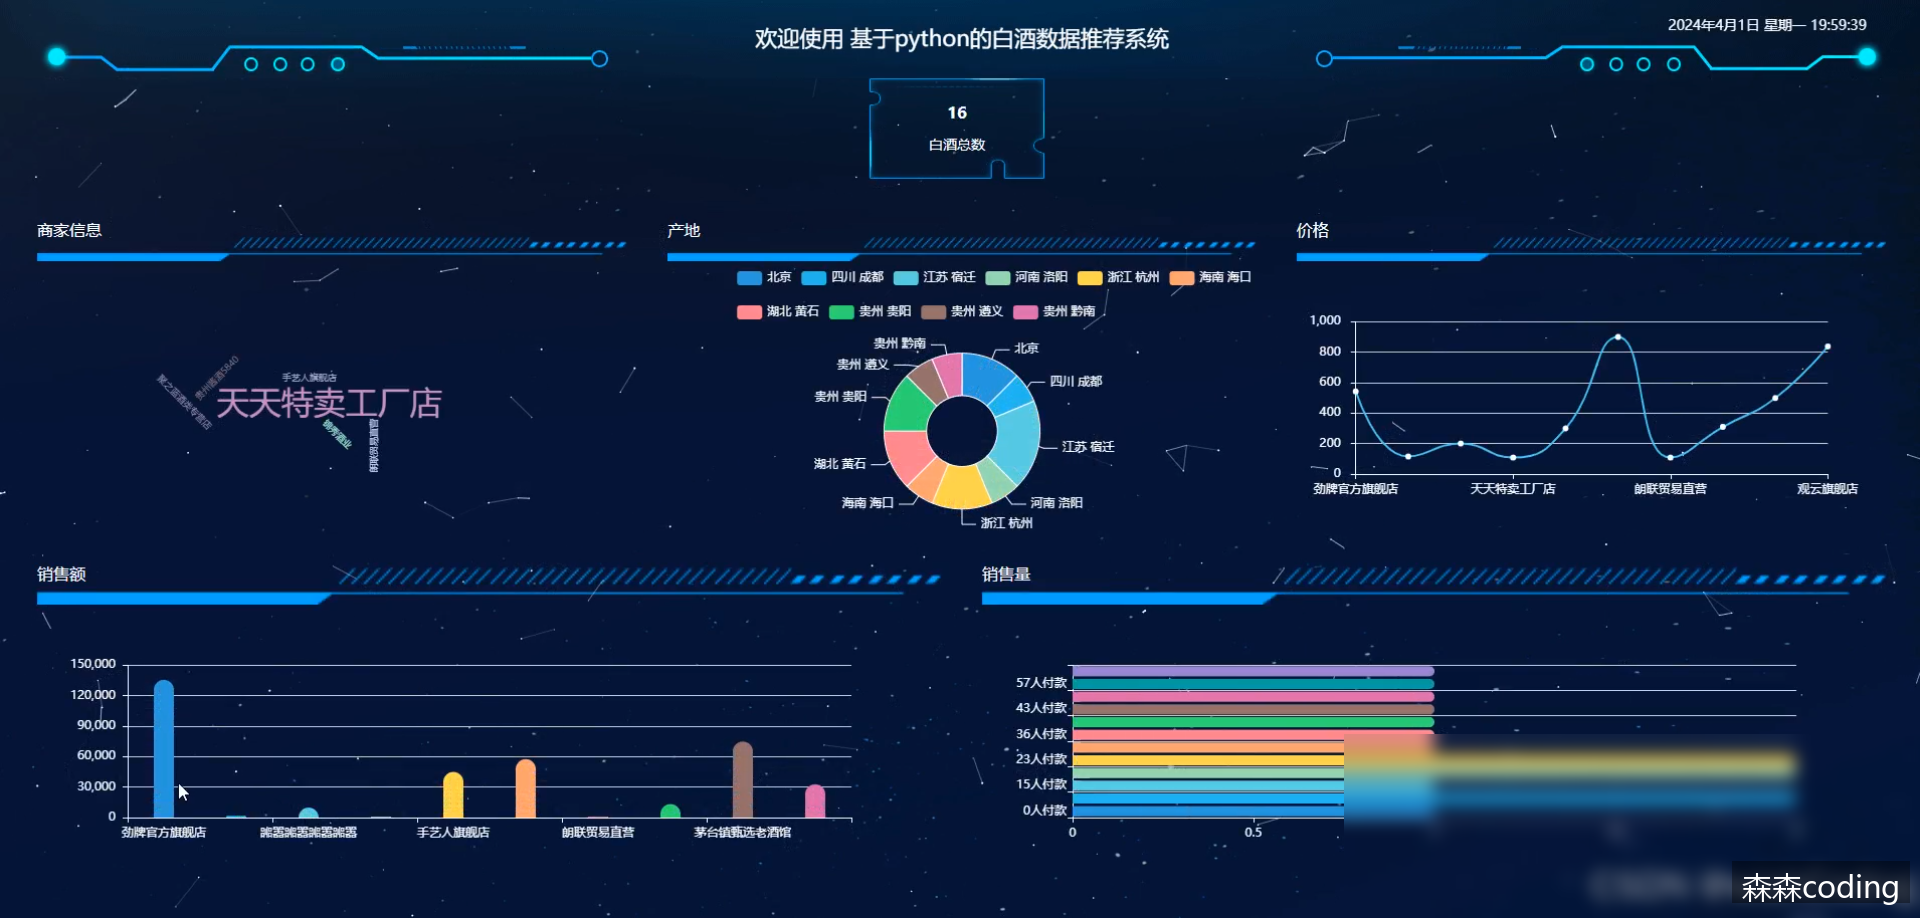 欢迎使用 基于python的白酒数据推荐系统
2024年4月1日 星期一 19:59:39
16
白酒总数
商家信息
产地
价格
北京 四川 成都 江苏 宿迁 河南 洛阳 浙江 杭州 海南 海口
湖北 黄石 贵州 贵阳 贵州 遵义 贵州 黔南
手艺人旗舰店
天天特卖工厂店
锦秀酒业
朗联贸易直营
贵州 黔南
北京
贵州 遵义
四川 成都
贵州 贵阳
江苏 宿迁
湖北 黄石
海南 海口
河南 洛阳
浙江 杭州
1,000
800
600
400
200
0
劲牌官方旗舰店 天天特卖工厂店 朗联贸易直营 观云旗舰店
销售额
销售量
150,000
120,000
90,000
60,000
30,000
0
劲牌官方旗舰店 手艺人旗舰店 朗联贸易直营 茅台镇甄选老酒馆
57人付款
43人付款
36人付款
23人付款
15人付款
0人付款
0 0.5
森森coding